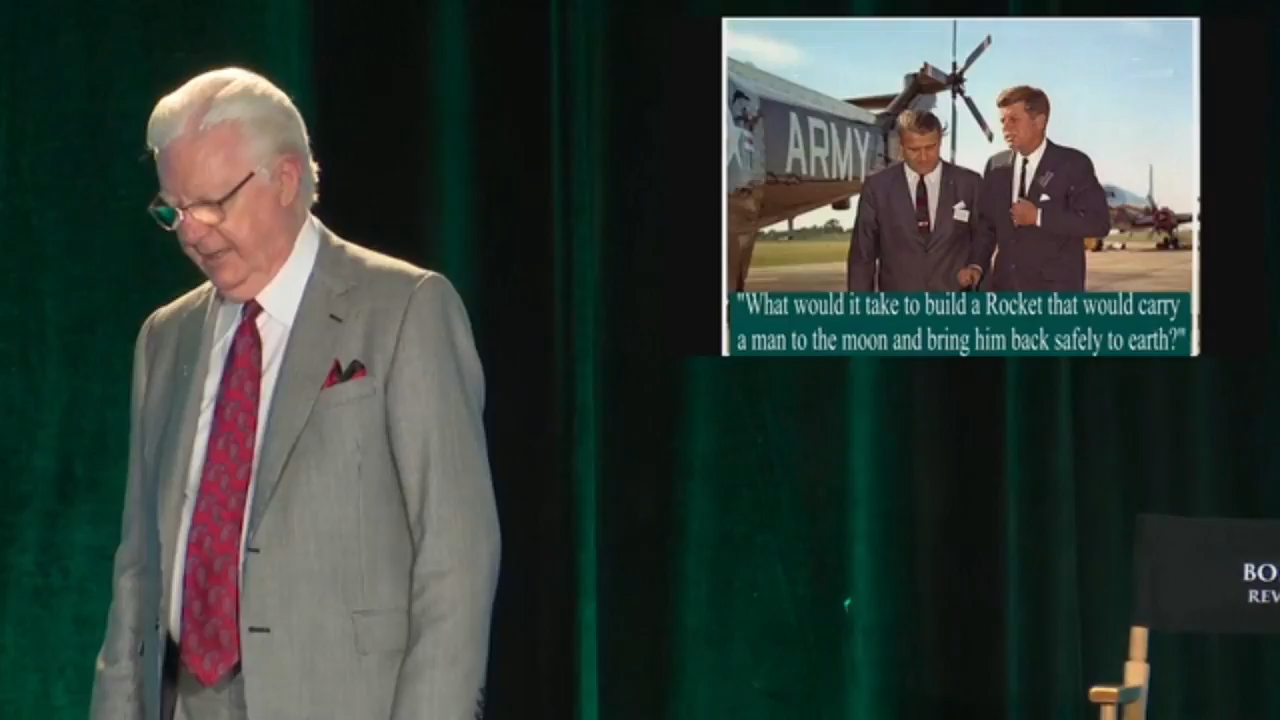 ARMY
"What would it take to build a Rocket that would carry
a man to the moon and bring him back safely to earth?"
BO
REV